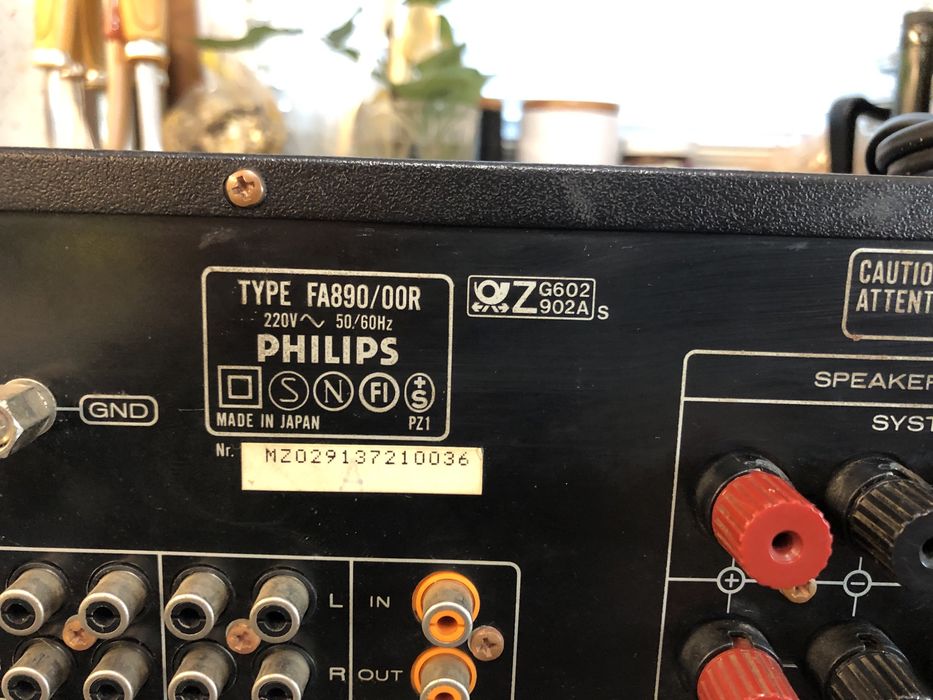 TYPE FA890/00R
220V 50/60Hz
PHILIPS
S N FI +S
MADE IN JAPAN PZ1
Z G602
902A S
CAUTIO
ATTENT
SPEAKER
SYST
GND
Nr. MZ029137210036
L IN
R OUT
+ -